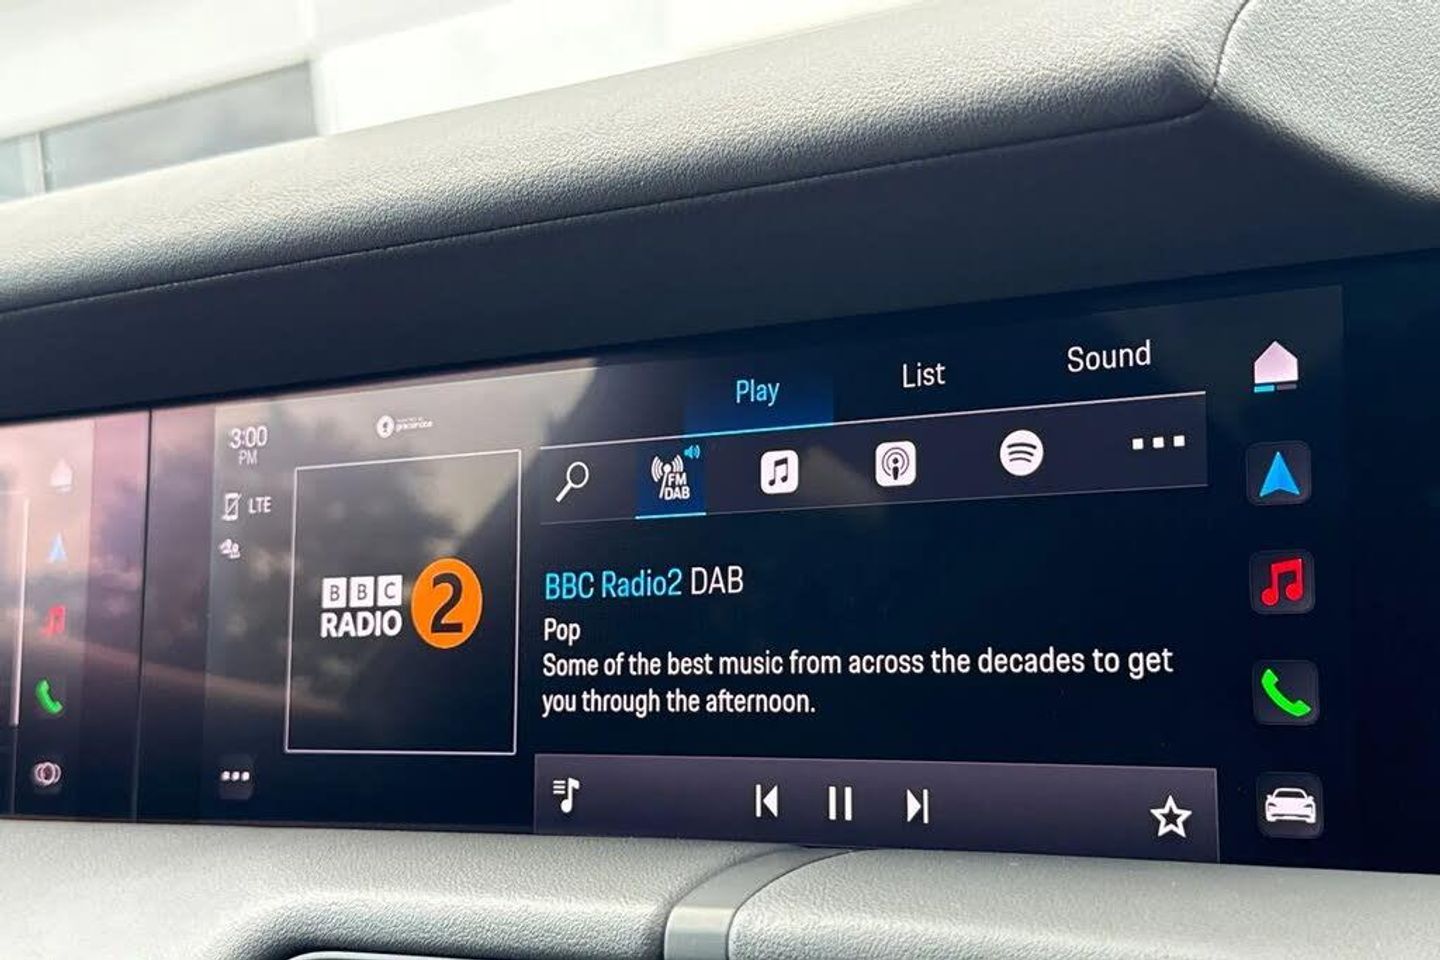 Play
List
Sound
3:00
PM
gracenote
FM
DAB
LTE
BBC
RADIO 2
BBC Radio2 DAB
Pop
Some of the best music from across the decades to get
you through the afternoon.